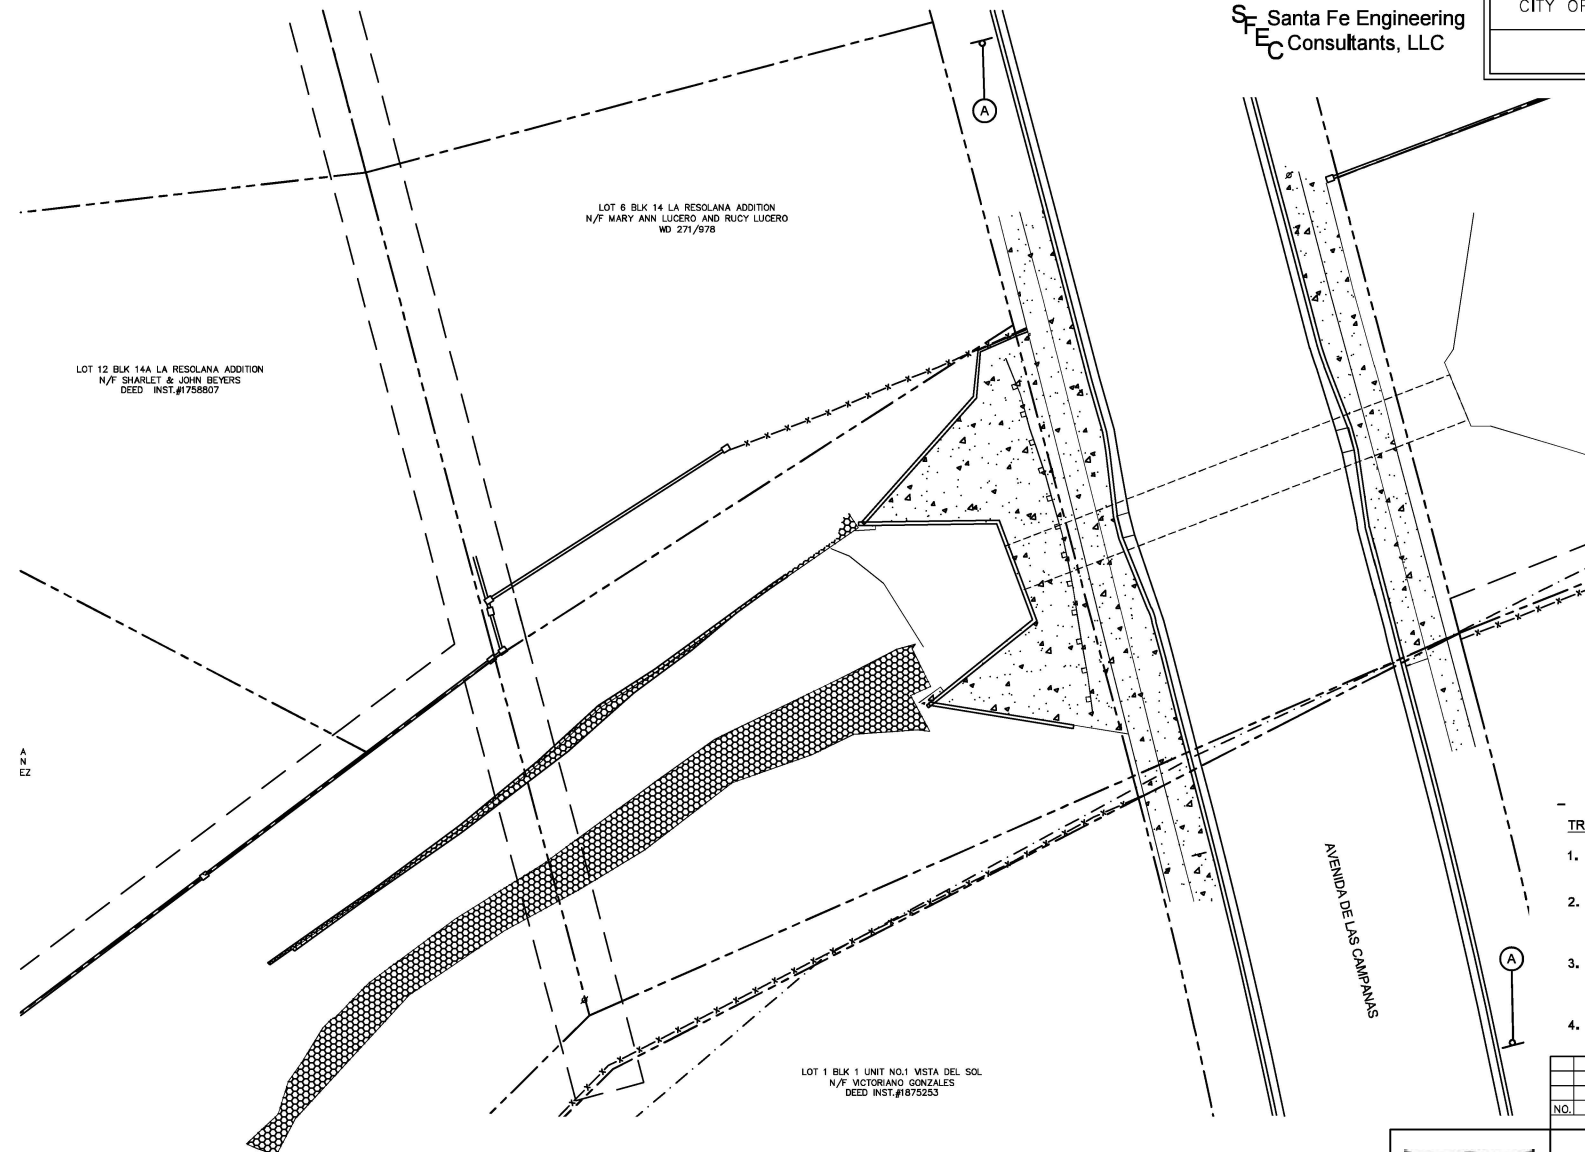 SFEC Santa Fe Engineering
Consultants, LLC
CITY OF
A
LOT 6 BLK 14 LA RESOLANA ADDITION
N/F MARY ANN LUCERO AND RUCY LUCERO
WD 271/978
LOT 12 BLK 14A LA RESOLANA ADDITION
N/F SHARLET & JOHN BEYERS
DEED INST.#1758807
A
N
EZ
AVENIDA DE LAS CAMPANAS
TR
1.
2.
3.
4.
A
LOT 1 BLK 1 UNIT NO.1 VISTA DEL SOL
N/F VICTORIANO GONZALES
DEED INST.#1875253
NO.